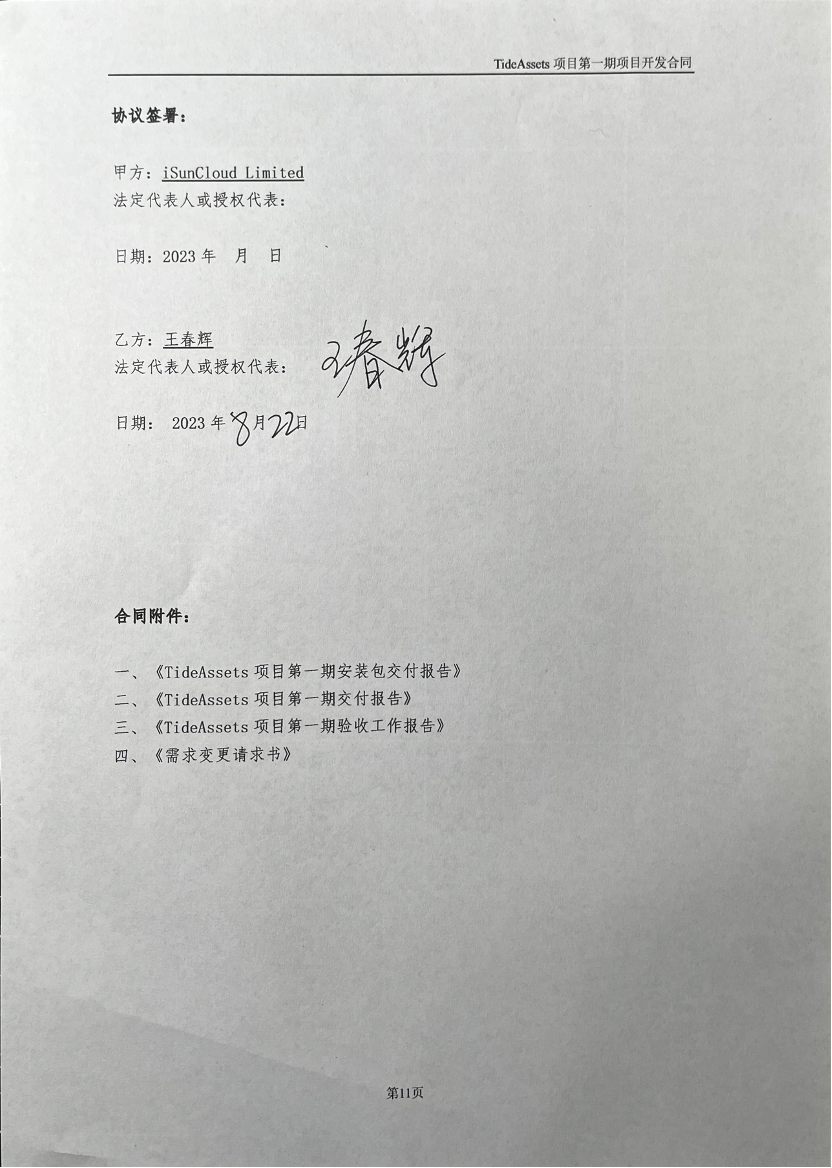 TideAssets 项目第一期项目开发合同
协议签署：
甲方：iSunCloud Limited
法定代表人或授权代表：
日期：2023 年 月 日
乙方：王春辉
法定代表人或授权代表： 王春辉
日期： 2023 年 8 月 22 日
合同附件：
一、《TideAssets 项目第一期安装包交付报告》
二、《TideAssets 项目第一期交付报告》
三、《TideAssets 项目第一期验收工作报告》
四、《需求变更请求书》
第11页